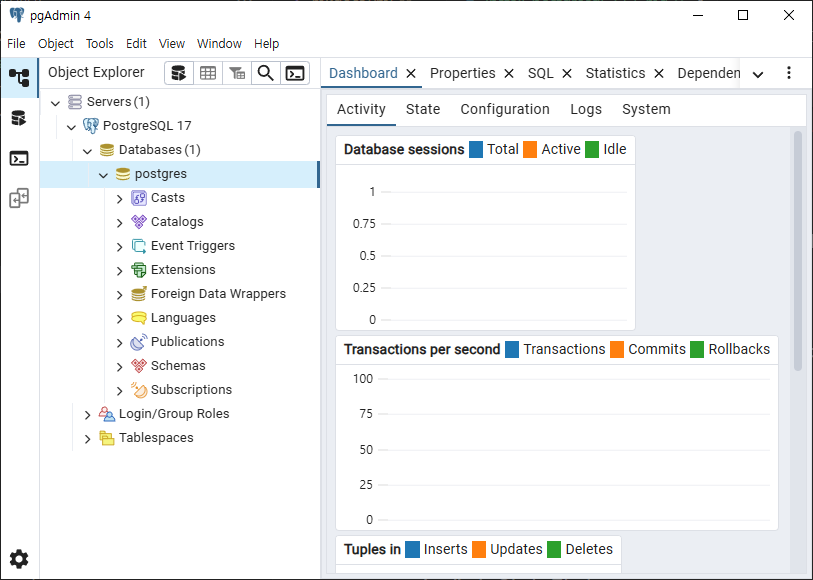 pgAdmin 4
File Object Tools Edit View Window Help
Object Explorer
Servers (1)
PostgreSQL 17
Databases (1)
postgres
Casts
Catalogs
Event Triggers
Extensions
Foreign Data Wrappers
Languages
Publications
Schemas
Subscriptions
Login/Group Roles
Tablespaces
Dashboard Properties SQL Statistics Dependen
Activity State Configuration Logs System
Database sessions Total Active Idle
1
0.75
0.5
0.25
0
Transactions per second Transactions Commits Rollbacks
100
75
50
25
0
Tuples in Inserts Updates Deletes